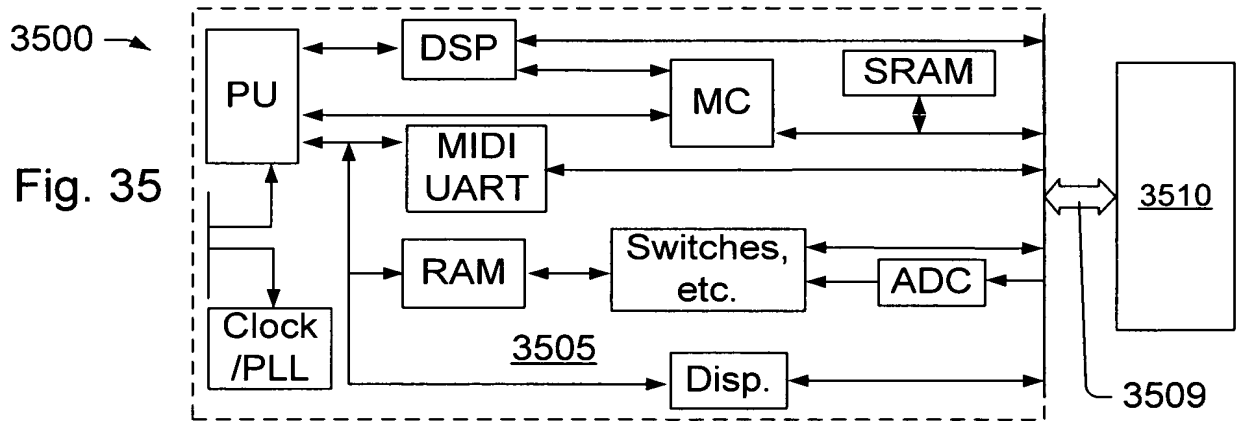 3500
PU
DSP
SRAM
MC
MIDI
UART
Fig. 35
3510
RAM
Switches,
etc.
ADC
Clock
/PLL
3505
Disp.
3509